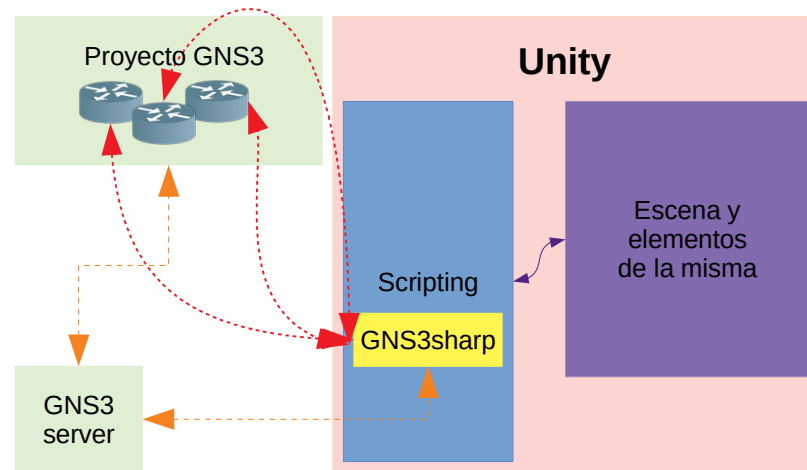 Proyecto GNS3
Unity
Scripting
GNS3sharp
Escena y
elementos
de la misma
GNS3
server